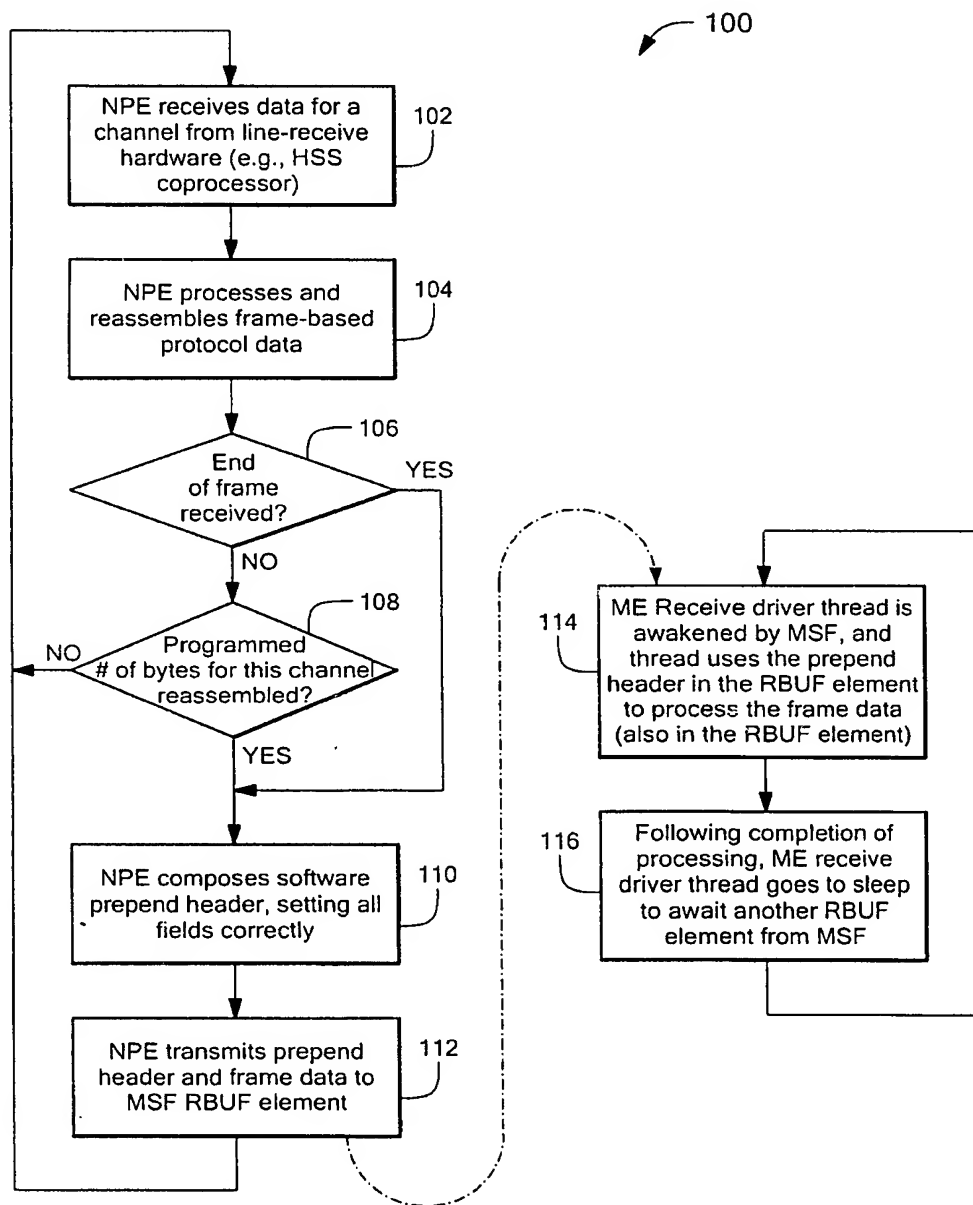 100
NPE receives data for a
channel from line-receive
hardware (e.g., HSS
coprocessor)
102
NPE processes and
reassembles frame-based
protocol data
104
106
End
of frame
received?
YES
NO
108
Programmed
# of bytes for this channel
reassembled?
NO
YES
NPE composes software
prepend header, setting all
fields correctly
110
NPE transmits prepend
header and frame data to
MSF RBUF element
112
114
ME Receive driver thread is
awakened by MSF, and
thread uses the prepend
header in the RBUF element
to process the frame data
(also in the RBUF element)
116
Following completion of
processing, ME receive
driver thread goes to sleep
to await another RBUF
element from MSF